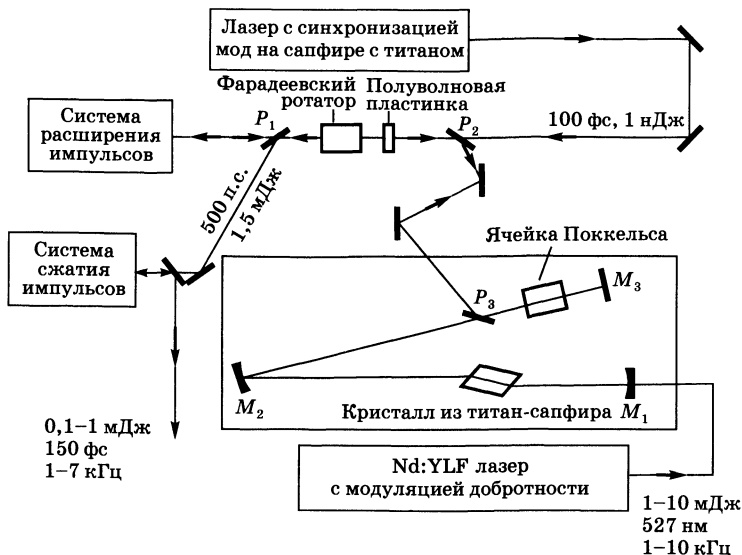 Лазер с синхронизацией
мод на сапфире с титаном
Фарадеевский
ротатор
Полуволновая
пластинка
Система
расширения
импульсов
P1
P2
100 фс, 1 нДж
500 п.с.
1,5 мДж
Система
сжатия
импульсов
Ячейка Поккельса
M3
P3
M2
Кристалл из титан-сапфира
M1
0,1–1 мДж
150 фс
1–7 кГц
Nd:YLF лазер
с модуляцией добротности
1–10 мДж
527 нм
1–10 кГц